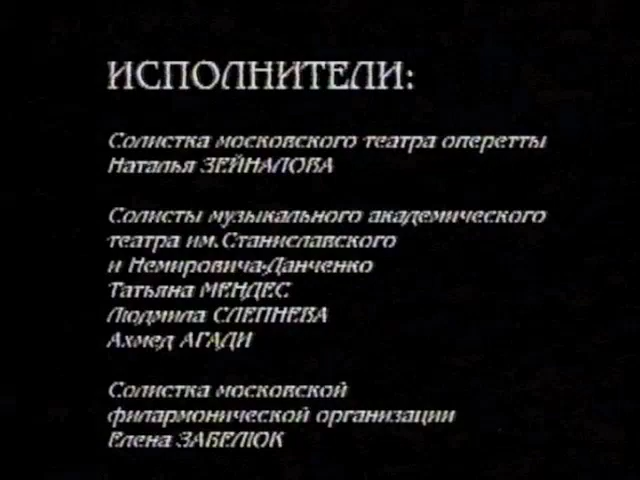 ИСПОЛНИТЕЛИ:
Солистка московского театра оперетты
Наталья ЗЕЙНАЛОВА
Солисты музыкального академического
театра им.Станиславского
и Немировича-Данченко
Татьяна МЕНДЕС
Людмила СЛЕПНЕВА
Ахмед АГАДИ
Солистка московской
филармонической организации
Елена ЗАБЕЛЮК